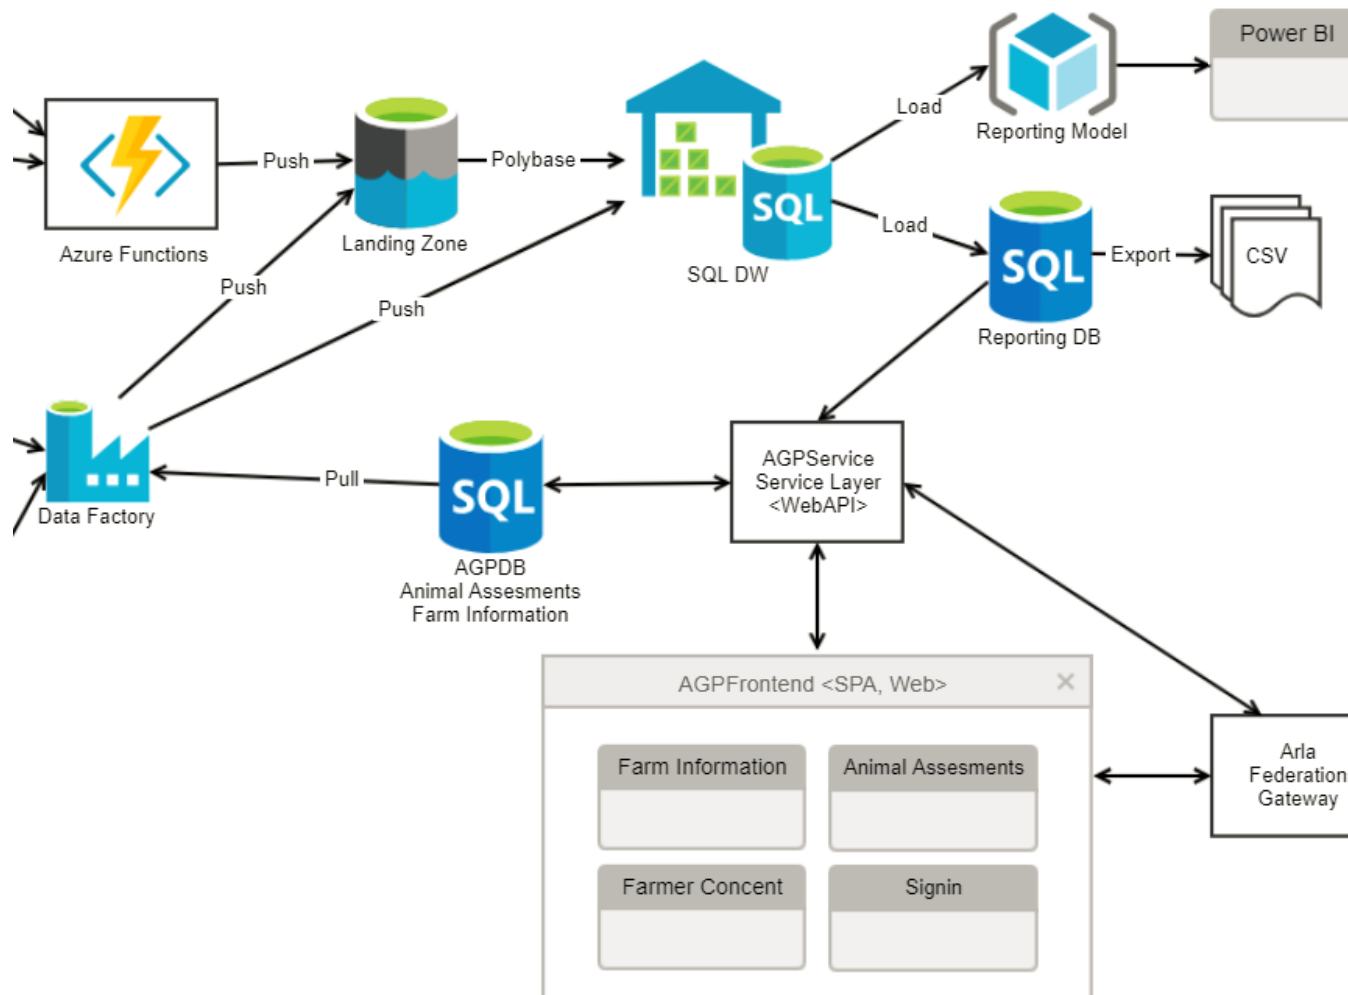 Power BI
Load
Reporting Model
Push
Polybase
SQL
Azure Functions
Landing Zone
SQL DW
Load
SQL
Export
CSV
Reporting DB
Push
Push
Data Factory
Pull
SQL
AGPDB
Animal Assesments
Farm Information
AGPService
Service Layer
<WebAPI>
AGPFrontend <SPA, Web>
Farm Information
Animal Assesments
Farmer Concent
Signin
Arla
Federation
Gateway